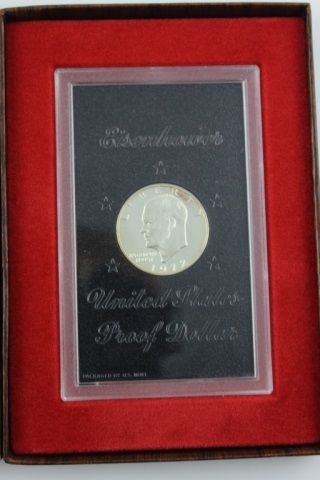 Eisenhower
LIBERTY
IN GOD WE
TRUST
1972
United States
Proof Dollar
PACKAGED BY U.S. MINT